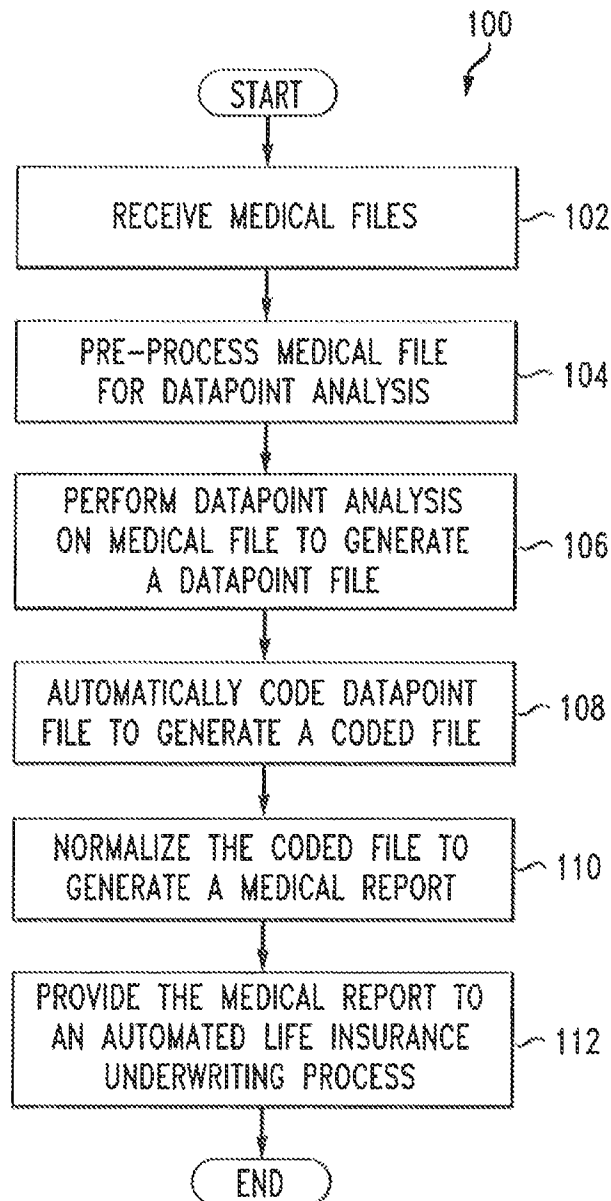 100
START
RECEIVE MEDICAL FILES
102
PRE-PROCESS MEDICAL FILE
FOR DATAPOINT ANALYSIS
104
PERFORM DATAPOINT ANALYSIS
ON MEDICAL FILE TO GENERATE
A DATAPOINT FILE
106
AUTOMATICALLY CODE DATAPOINT
FILE TO GENERATE A CODED FILE
108
NORMALIZE THE CODED FILE TO
GENERATE A MEDICAL REPORT
110
PROVIDE THE MEDICAL REPORT TO
AN AUTOMATED LIFE INSURANCE
UNDERWRITING PROCESS
112
END